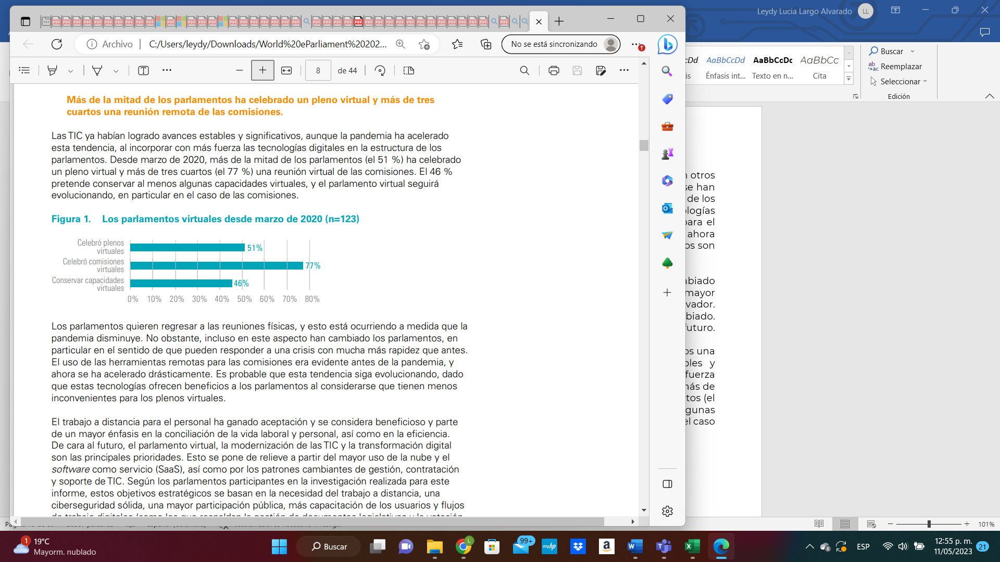 Leydy Lucia Largo Alvarado
LL
Archivo
C:/Users/leydy/Downloads/World%20eParliament%20202...
No se está sincronizando
8
de 44
Más de la mitad de los parlamentos ha celebrado un pleno virtual y más de tres
cuartos una reunión remota de las comisiones.
Las TIC ya habían logrado avances estables y significativos, aunque la pandemia ha acelerado
esta tendencia, al incorporar con más fuerza las tecnologías digitales en la estructura de los
parlamentos. Desde marzo de 2020, más de la mitad de los parlamentos (el 51 %) ha celebrado
un pleno virtual y más de tres cuartos (el 77 %) una reunión virtual de las comisiones. El 46 %
pretende conservar al menos algunas capacidades virtuales, y el parlamento virtual seguirá
evolucionando, en particular en el caso de las comisiones.
Figura 1. Los parlamentos virtuales desde marzo de 2020 (n=123)
Celebró plenos
virtuales
51%
Celebró comisiones
virtuales
77%
Conservar capacidades
virtuales
46%
0% 10% 20% 30% 40% 50% 60% 70% 80%
Los parlamentos quieren regresar a las reuniones físicas, y esto está ocurriendo a medida que la
pandemia disminuye. No obstante, incluso en este aspecto han cambiado los parlamentos, en
particular en el sentido de que pueden responder a una crisis con mucha más rapidez que antes.
El uso de las herramientas remotas para las comisiones era evidente antes de la pandemia, y
ahora se ha acelerado drásticamente. Es probable que esta tendencia siga evolucionando, dado
que estas tecnologías ofrecen beneficios a los parlamentos al considerarse que tienen menos
inconvenientes para los plenos virtuales.
El trabajo a distancia para el personal ha ganado aceptación y se considera beneficioso y parte
de un mayor énfasis en la conciliación de la vida laboral y personal, así como en la eficiencia.
De cara al futuro, el parlamento virtual, la modernización de las TIC y la transformación digital
son las principales prioridades. Esto se pone de relieve a partir del mayor uso de la nube y el
software como servicio (SaaS), así como por los patrones cambiantes de gestión, contratación
y soporte de TIC. Según los parlamentos participantes en la investigación realizada para este
informe, estos objetivos estratégicos se basan en la necesidad del trabajo a distancia, una
ciberseguridad sólida, una mayor participación pública, más capacitación de los usuarios y flujos
cDd AaBbCcDd AaBbCcDc AaBbCc
is Énfasis int... Texto en n... Cita
Buscar
Reemplazar
Seleccionar
Edición
otros
se han
de los
ologías
para el
ahora
os son
nbiado
mayor
vador.
biado.
futuro.
os una
bles y
fuerza
nás de
tos (el
gunas
el caso
101%
1
19°C
Mayorm. nublado
Buscar
99+
myhp
ESP
12:55 p. m.
11/05/2023
21